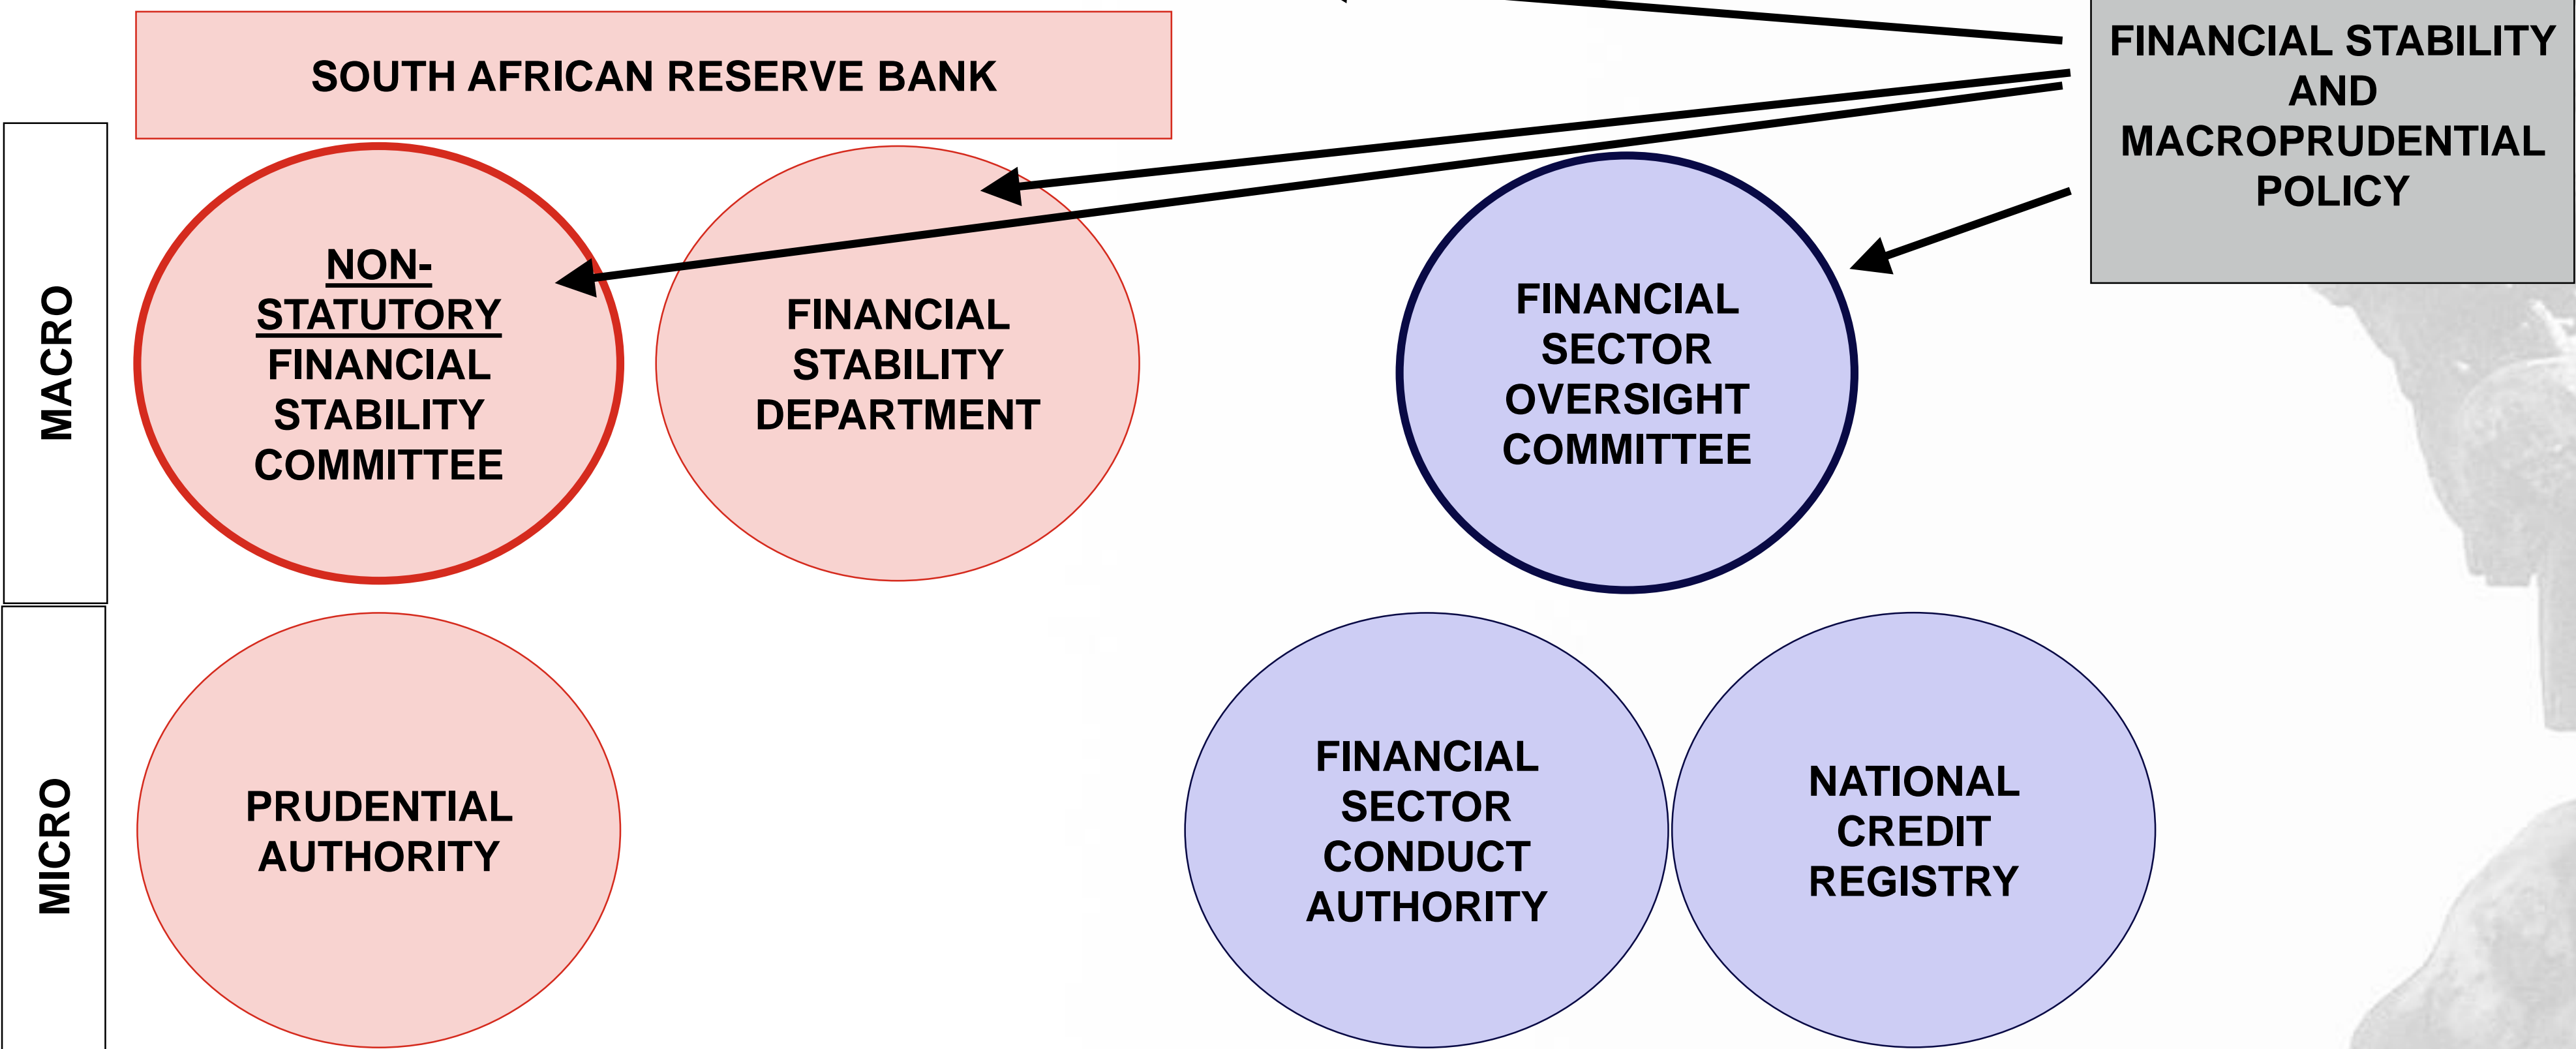 SOUTH AFRICAN RESERVE BANK
FINANCIAL STABILITY
AND
MACROPRUDENTIAL
POLICY
MACRO
NON-
STATUTORY
FINANCIAL
STABILITY
COMMITTEE
FINANCIAL
STABILITY
DEPARTMENT
FINANCIAL
SECTOR
OVERSIGHT
COMMITTEE
MICRO
PRUDENTIAL
AUTHORITY
FINANCIAL
SECTOR
CONDUCT
AUTHORITY
NATIONAL
CREDIT
REGISTRY